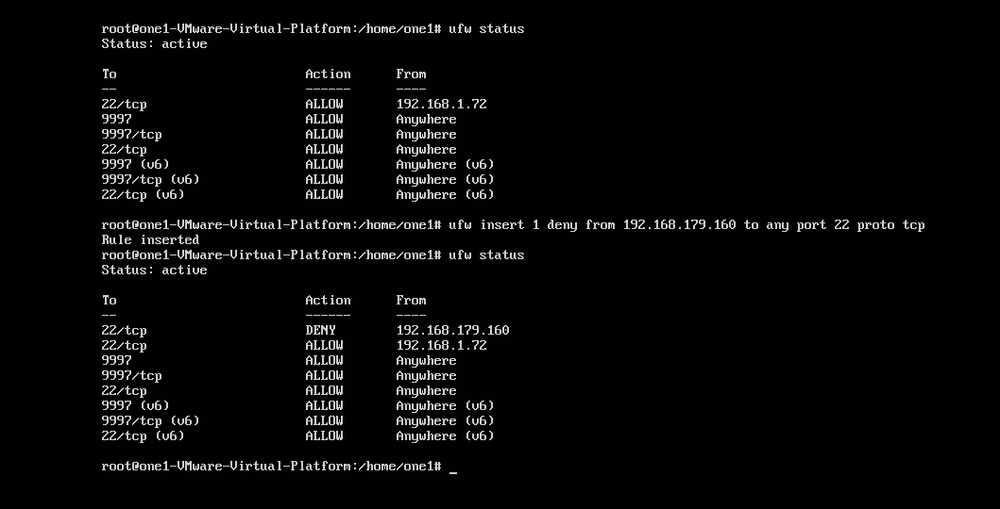 root@one1-VMware-Virtual-Platform:/home/one1# ufw status
Status: active
To                         Action      From
--                         ------      ----
22/tcp                     ALLOW       192.168.1.72
9997                       ALLOW       Anywhere
9997/tcp                   ALLOW       Anywhere
22/tcp                     ALLOW       Anywhere
9997 (v6)                  ALLOW       Anywhere (v6)
9997/tcp (v6)              ALLOW       Anywhere (v6)
22/tcp (v6)                ALLOW       Anywhere (v6)
root@one1-VMware-Virtual-Platform:/home/one1# ufw insert 1 deny from 192.168.179.160 to any port 22 proto tcp
Rule inserted
root@one1-VMware-Virtual-Platform:/home/one1# ufw status
Status: active
To                         Action      From
--                         ------      ----
22/tcp                     DENY        192.168.179.160
22/tcp                     ALLOW       192.168.1.72
9997                       ALLOW       Anywhere
9997/tcp                   ALLOW       Anywhere
22/tcp                     ALLOW       Anywhere
9997 (v6)                  ALLOW       Anywhere (v6)
9997/tcp (v6)              ALLOW       Anywhere (v6)
22/tcp (v6)                ALLOW       Anywhere (v6)
root@one1-VMware-Virtual-Platform:/home/one1# _